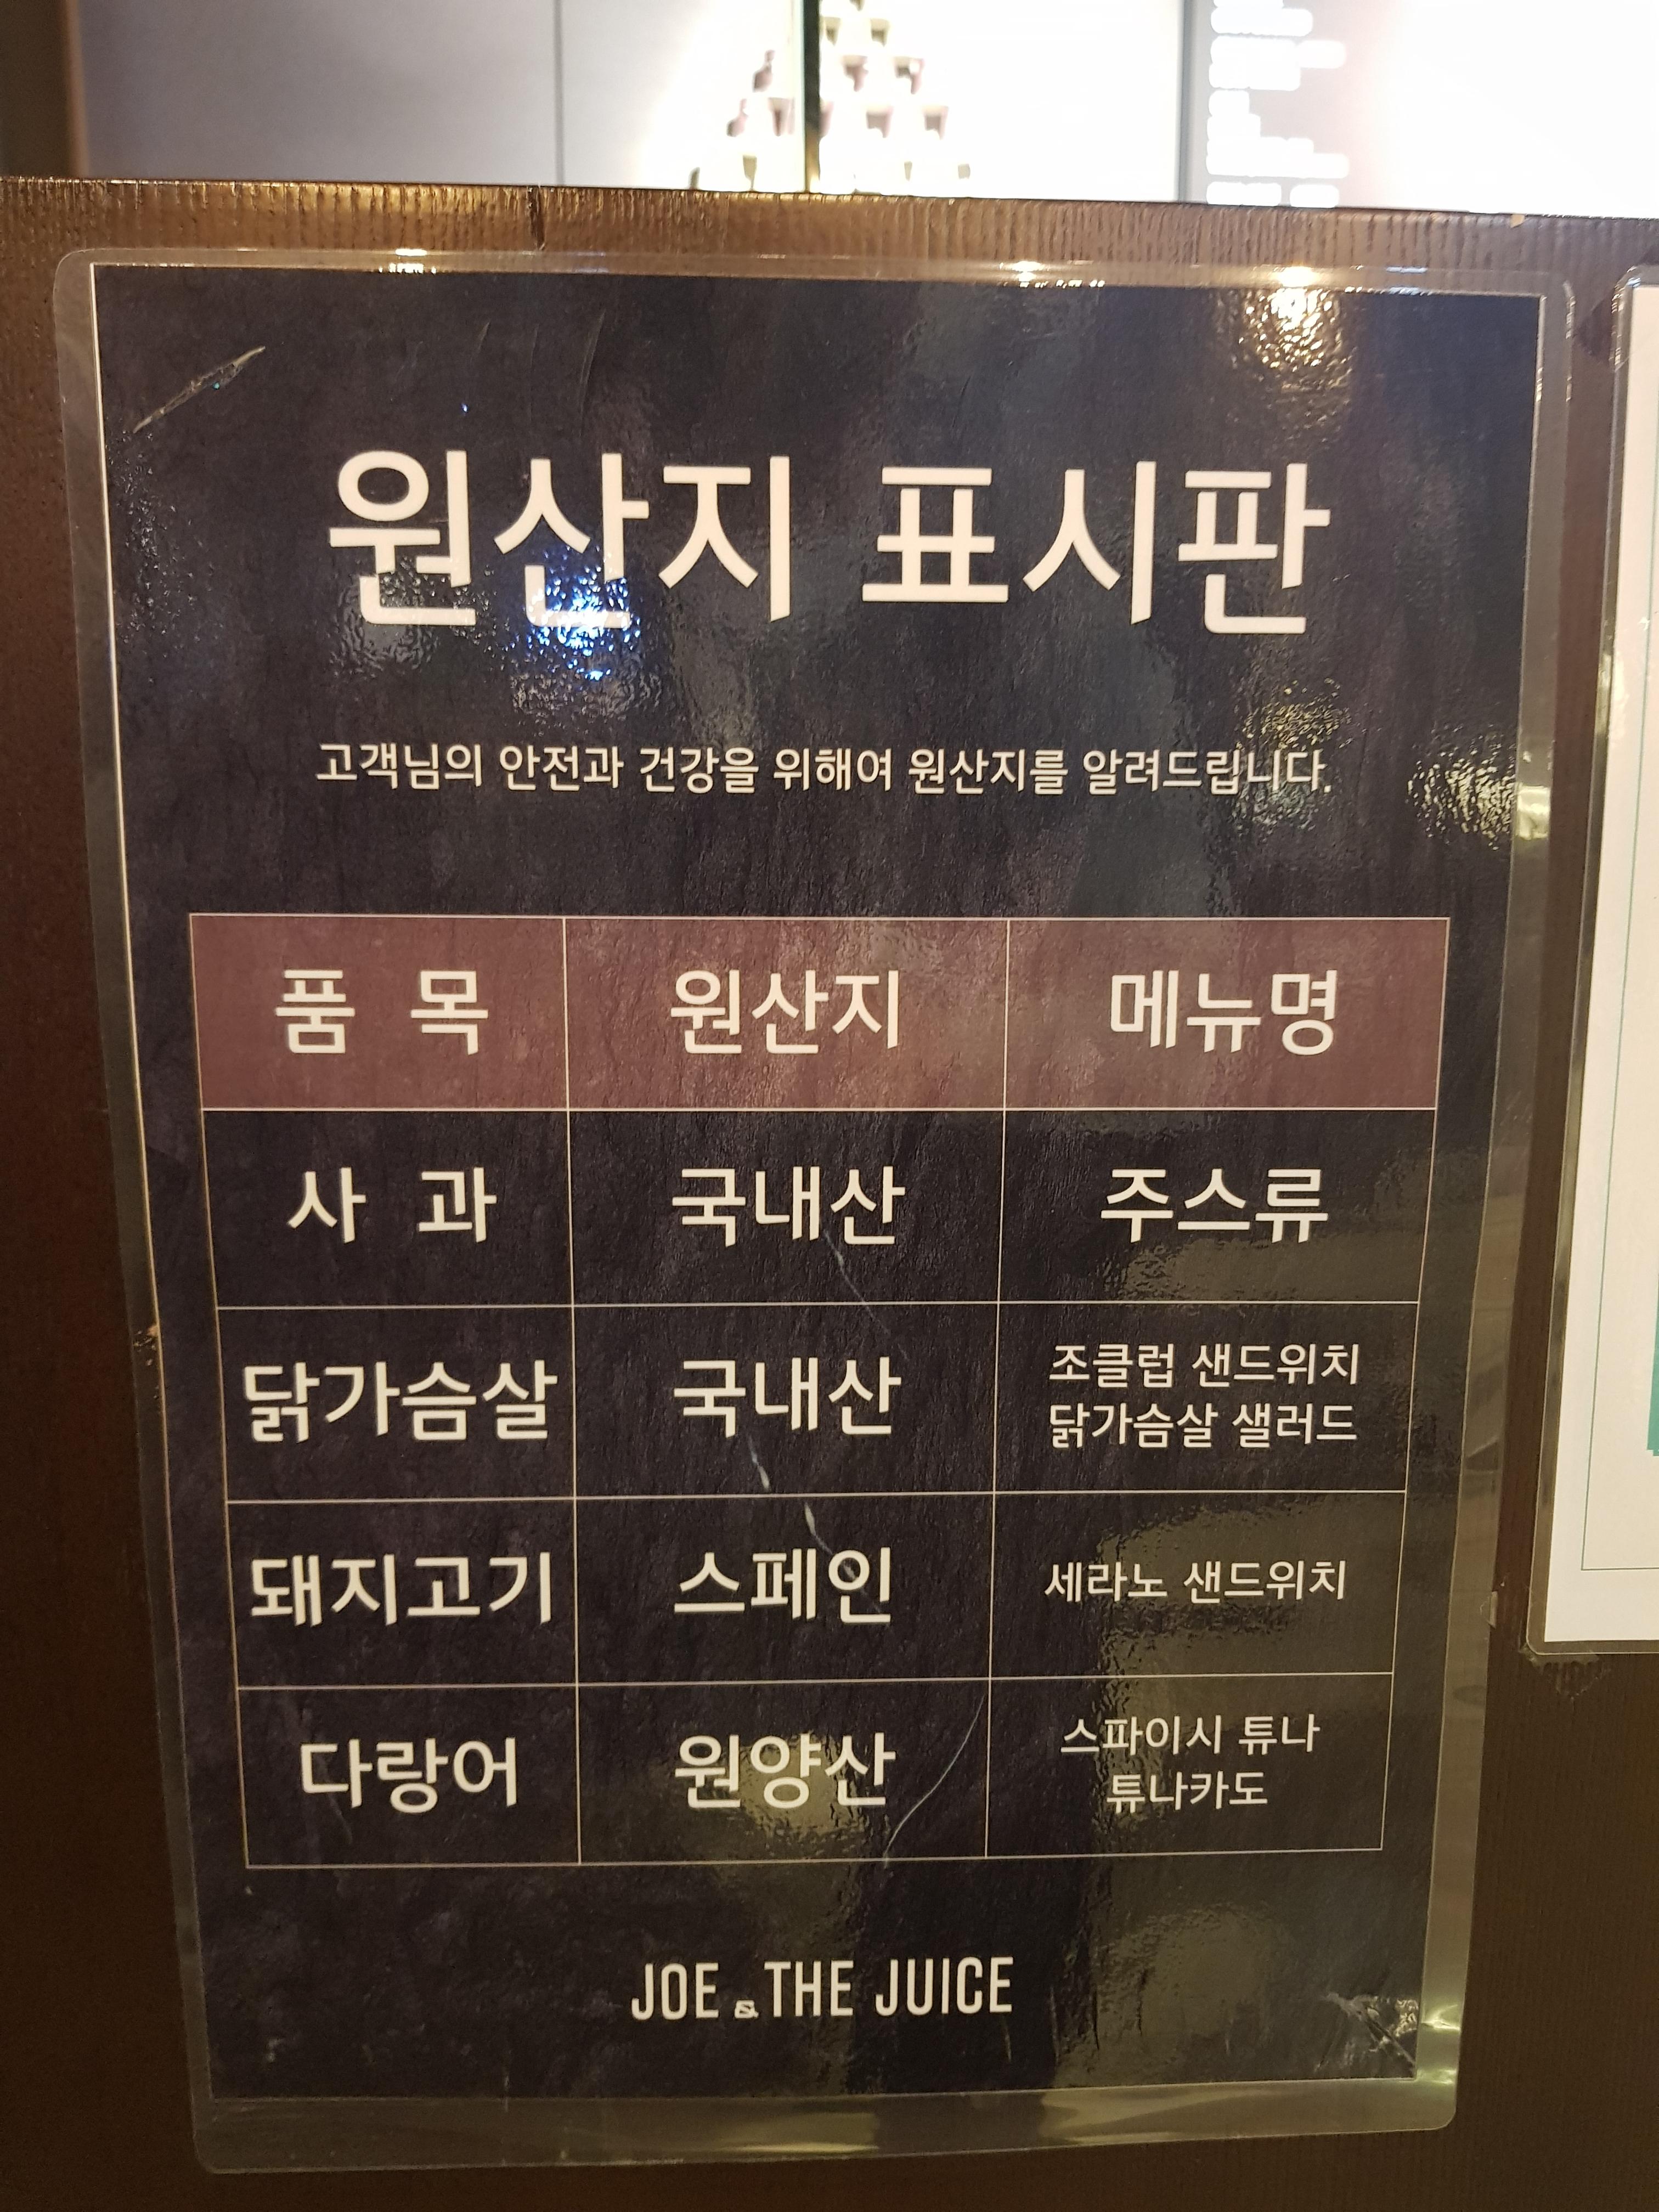 원산지 표시판
고객님의 안전과 건강을 위해여 원산지를 알려드립니다.
품 목 원산지 메뉴명
사 과 국내산 주스류
닭가슴살 국내산 조클럽 샌드위치
닭가슴살 샐러드
돼지고기 스페인 세라노 샌드위치
다랑어 원양산 스파이시 튜나
튜나카도
JOE & THE JUICE